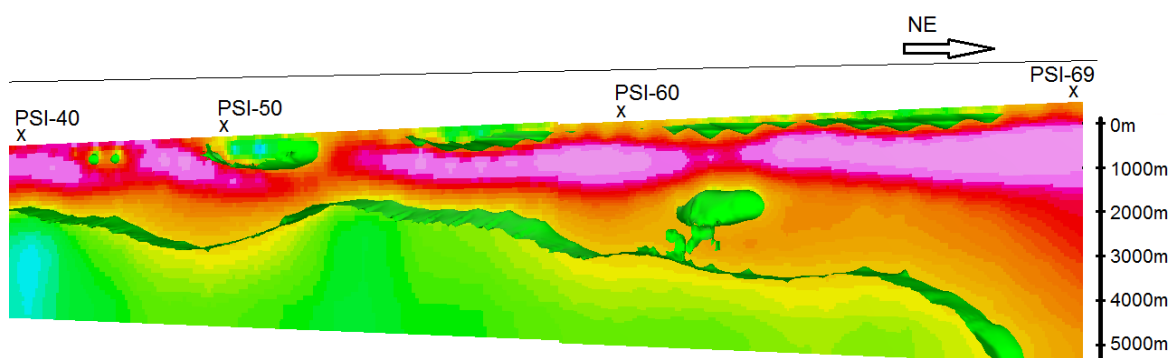 NE
PSI-69
PSI-60
PSI-50
PSI-40
x
x
x
x
0m
1000m
2000m
3000m
4000m
5000m